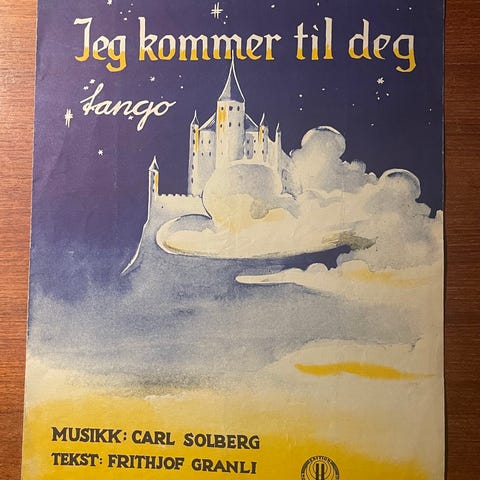 Jeg kommer til deg
tango
MUSIKK: CARL SOLBERG
TEKST: FRITHJOF GRANLI